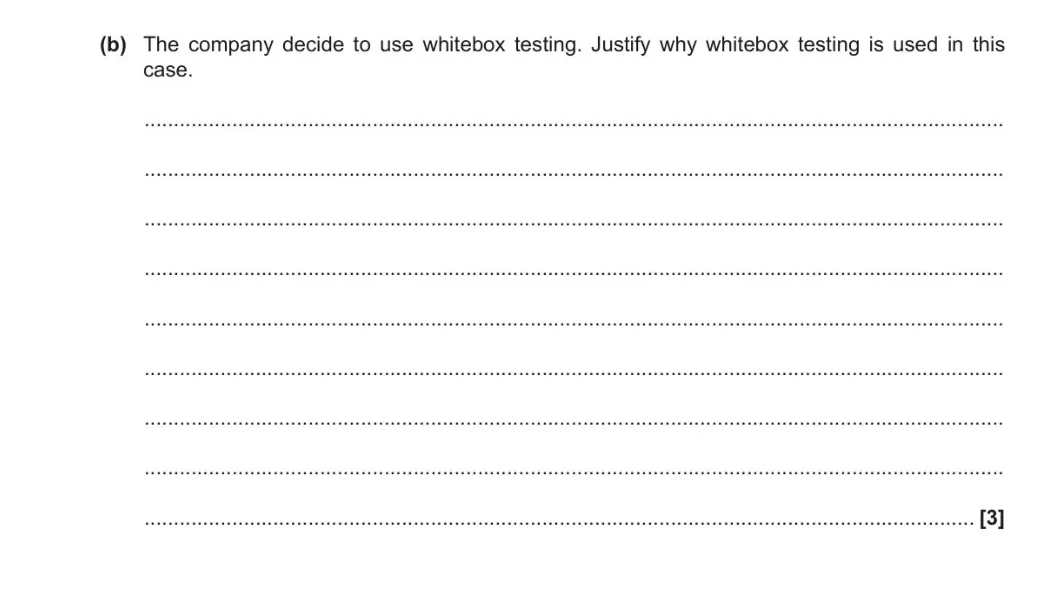 (b) The company decide to use whitebox testing. Justify why whitebox testing is used in this
case.
[3]